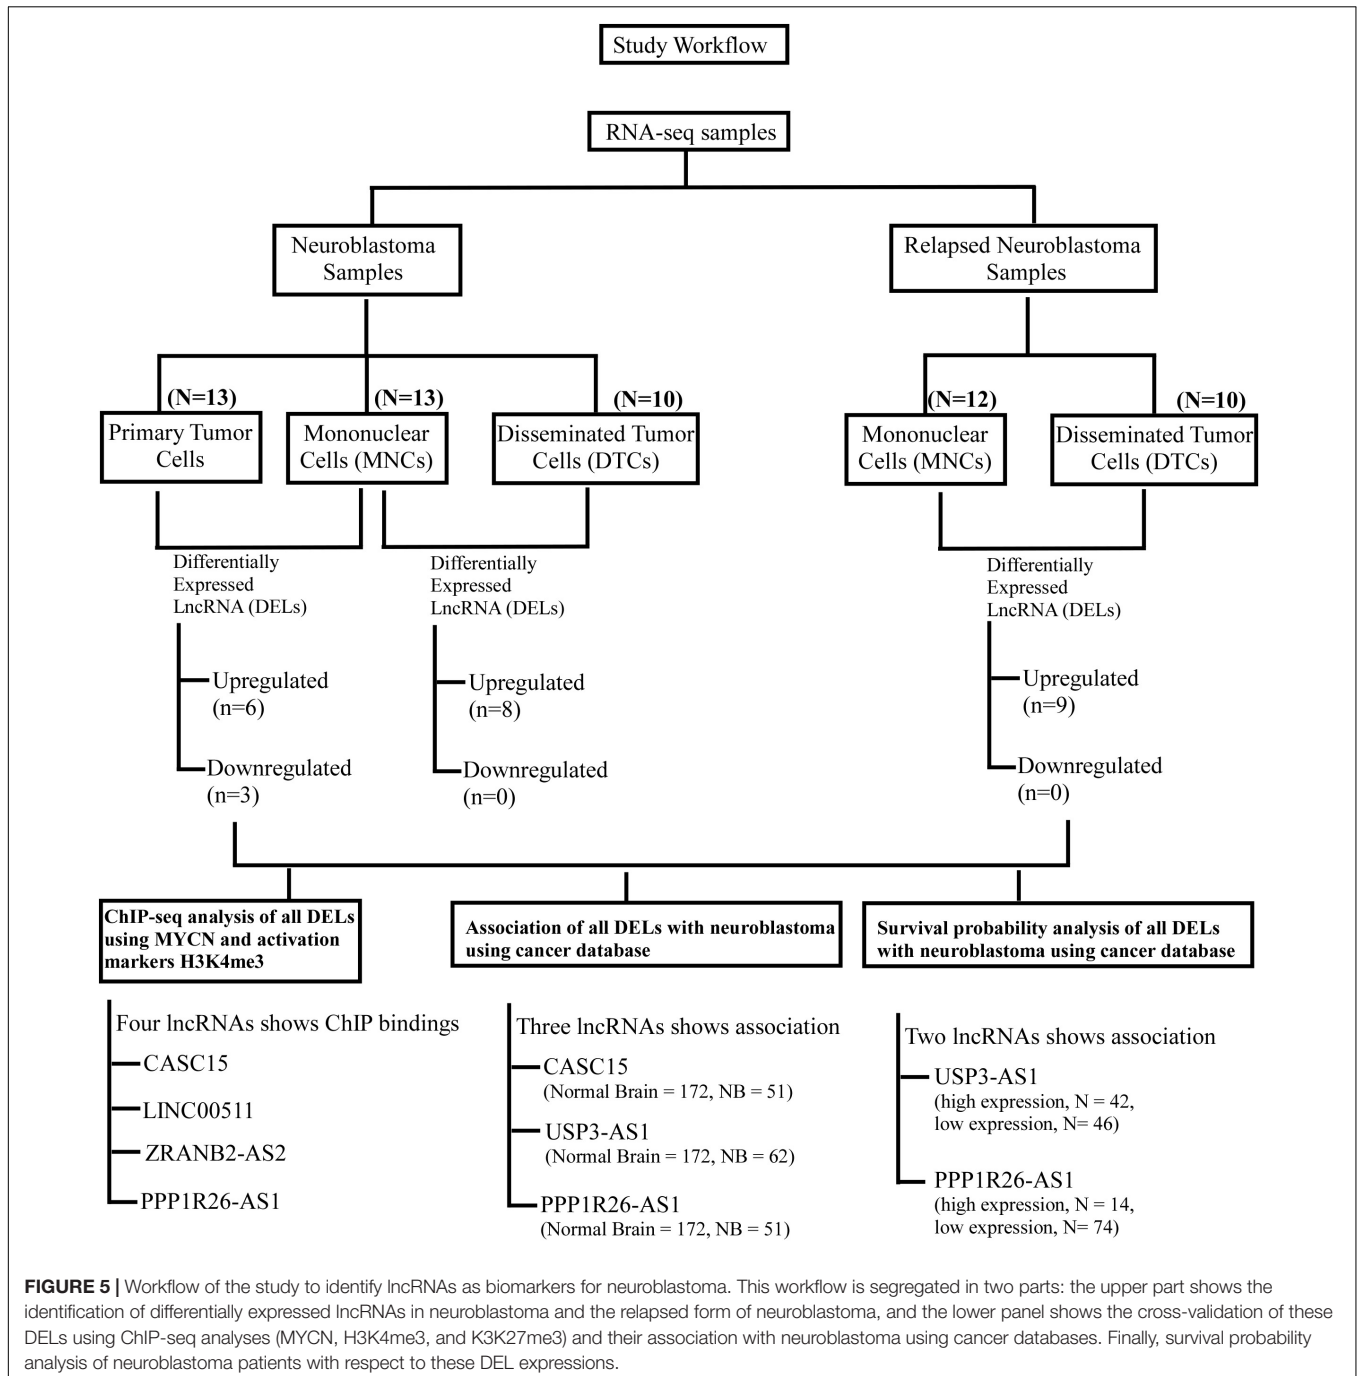 Study Workflow
RNA-seq samples
Neuroblastoma
Samples
Relapsed Neuroblastoma
Samples
(N=13)
Primary Tumor
Cells
(N=13)
Mononuclear
Cells (MNCs)
(N=10)
Disseminated Tumor
Cells (DTCs)
(N=12)
Mononuclear
Cells (MNCs)
(N=10)
Disseminated Tumor
Cells (DTCs)
Differentially
Expressed
LncRNA (DELs)
Upregulated
(n=6)
Downregulated
(n=3)
Differentially
Expressed
LncRNA (DELs)
Upregulated
(n=8)
Downregulated
(n=0)
Differentially
Expressed
LncRNA (DELs)
Upregulated
(n=9)
Downregulated
(n=0)
ChIP-seq analysis of all DELs
using MYCN and activation
markers H3K4me3
Four lncRNAs shows ChIP bindings
CASC15
LINC00511
ZRANB2-AS2
PPP1R26-AS1
Association of all DELs with neuroblastoma
using cancer database
Three lncRNAs shows association
CASC15
(Normal Brain = 172, NB = 51)
USP3-AS1
(Normal Brain = 172, NB = 62)
PPP1R26-AS1
(Normal Brain = 172, NB = 51)
Survival probability analysis of all DELs
with neuroblastoma using cancer database
Two lncRNAs shows association
USP3-AS1
(high expression, N = 42,
low expression, N= 46)
PPP1R26-AS1
(high expression, N = 14,
low expression, N= 74)
FIGURE 5 | Workflow of the study to identify lncRNAs as biomarkers for neuroblastoma. This workflow is segregated in two parts: the upper part shows the
identification of differentially expressed lncRNAs in neuroblastoma and the relapsed form of neuroblastoma, and the lower panel shows the cross-validation of these
DELs using ChIP-seq analyses (MYCN, H3K4me3, and K3K27me3) and their association with neuroblastoma using cancer databases. Finally, survival probability
analysis of neuroblastoma patients with respect to these DEL expressions.